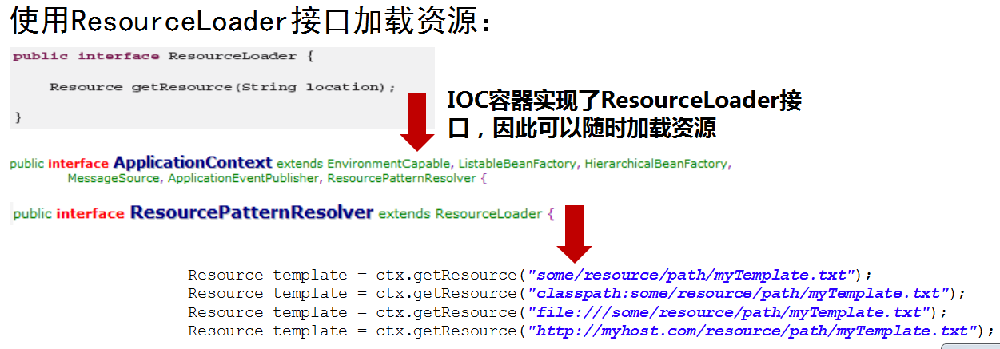 使用ResourceLoader接口加载资源：
public interface ResourceLoader {
Resource getResource(String location);
}
IOC容器实现了ResourceLoader接
口，因此可以随时加载资源
public interface ApplicationContext extends EnvironmentCapable, ListableBeanFactory, HierarchicalBeanFactory,
MessageSource, ApplicationEventPublisher, ResourcePatternResolver {
public interface ResourcePatternResolver extends ResourceLoader {
Resource template = ctx.getResource("some/resource/path/myTemplate.txt");
Resource template = ctx.getResource("classpath:some/resource/path/myTemplate.txt");
Resource template = ctx.getResource("file:///some/resource/path/myTemplate.txt");
Resource template = ctx.getResource("http://myhost.com/resource/path/myTemplate.txt");